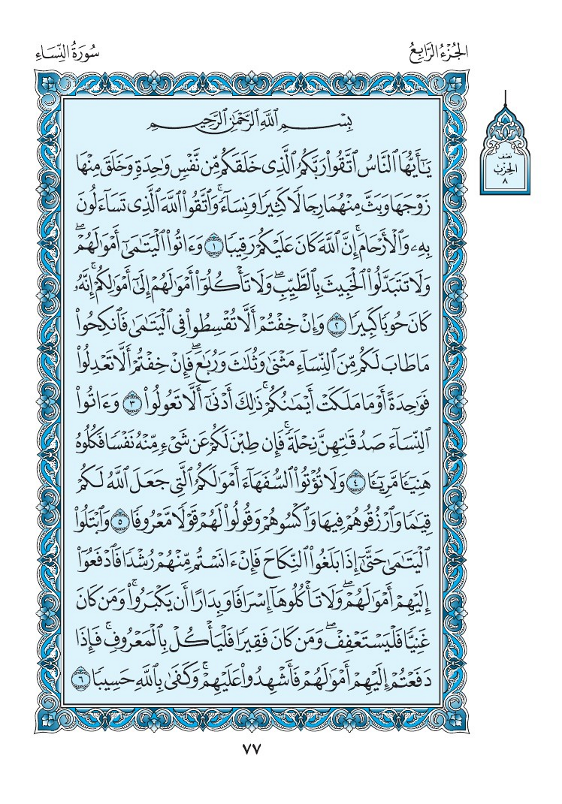 الجُزْءُ الرَّابِعُ
سُورَةُ النِّسَاءِ
نصف
الحِزْب
٨
بِسْمِ ٱللَّهِ ٱلرَّحْمَٰنِ ٱلرَّحِيمِ
يَٰٓأَيُّهَا ٱلنَّاسُ ٱتَّقُوا۟ رَبَّكُمُ ٱلَّذِى خَلَقَكُم مِّن نَّفْسٍ وَٰحِدَةٍ وَخَلَقَ مِنْهَا
زَوْجَهَا وَبَثَّ مِنْهُمَا رِجَالًا كَثِيرًا وَنِسَآءً ۚ وَٱتَّقُوا۟ ٱللَّهَ ٱلَّذِى تَسَآءَلُونَ
بِهِۦ وَٱلْأَرْحَامَ ۚ إِنَّ ٱللَّهَ كَانَ عَلَيْكُمْ رَقِيبًا ١ وَءَاتُوا۟ ٱلْيَتَٰمَىٰٓ أَمْوَٰلَهُمْ ۖ
وَلَا تَتَبَدَّلُوا۟ ٱلْخَبِيثَ بِٱلطَّيِّبِ ۖ وَلَا تَأْكُلُوٓا۟ أَمْوَٰلَهُمْ إِلَىٰٓ أَمْوَٰلِكُمْ ۚ إِنَّهُۥ
كَانَ حُوبًا كَبِيرًا ٢ وَإِنْ خِفْتُمْ أَلَّا تُقْسِطُوا۟ فِى ٱلْيَتَٰمَىٰ فَٱنكِحُوا۟
مَا طَابَ لَكُم مِّنَ ٱلنِّسَآءِ مَثْنَىٰ وَثُلَٰثَ وَرُبَٰعَ ۖ فَإِنْ خِفْتُمْ أَلَّا تَعْدِلُوا۟
فَوَٰحِدَةً أَوْ مَا مَلَكَتْ أَيْمَٰنُكُمْ ۚ ذَٰلِكَ أَدْنَىٰٓ أَلَّا تَعُولُوا۟ ٣ وَءَاتُوا۟
ٱلنِّسَآءَ صَدُقَٰتِهِنَّ نِحْلَةً ۚ فَإِن طِبْنَ لَكُمْ عَن شَىْءٍ مِّنْهُ نَفْسًا فَكُلُوهُ
هَنِيٓـًٔا مَّرِيٓـًٔا ٤ وَلَا تُؤْتُوا۟ ٱلسُّفَهَآءَ أَمْوَٰلَكُمُ ٱلَّتِى جَعَلَ ٱللَّهُ لَكُمْ
قِيَٰمًا وَٱرْزُقُوهُمْ فِيهَا وَٱكْسُوهُمْ وَقُولُوا۟ لَهُمْ قَوْلًا مَّعْرُوفًا ٥ وَٱبْتَلُوا۟
ٱلْيَتَٰمَىٰ حَتَّىٰٓ إِذَا بَلَغُوا۟ ٱلنِّكَاحَ فَإِنْ ءَانَسْتُم مِّنْهُمْ رُشْدًا فَٱدْفَعُوٓا۟
إِلَيْهِمْ أَمْوَٰلَهُمْ ۖ وَلَا تَأْكُلُوهَآ إِسْرَافًا وَبِدَارًا أَن يَكْبَرُوا۟ ۚ وَمَن كَانَ
غَنِيًّا فَلْيَسْتَعْفِفْ ۖ وَمَن كَانَ فَقِيرًا فَلْيَأْكُلْ بِٱلْمَعْرُوفِ ۚ فَإِذَا
دَفَعْتُمْ إِلَيْهِمْ أَمْوَٰلَهُمْ فَأَشْهِدُوا۟ عَلَيْهِمْ ۚ وَكَفَىٰ بِٱللَّهِ حَسِيبًا ٦
٧٧